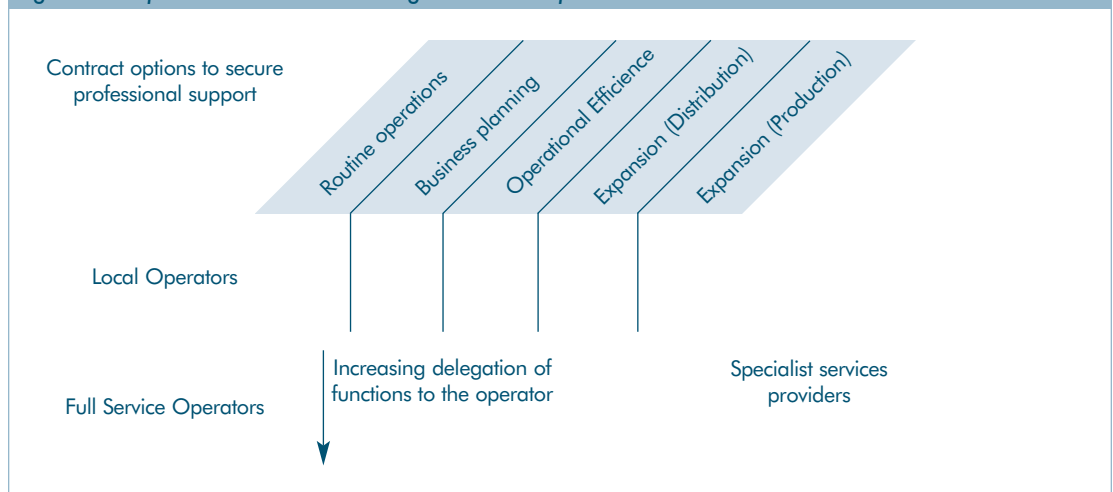 Contract options to secure
professional support
Routine operations
Business planning
Operational Efficience
Expansion (Distribution)
Expansion (Production)
Local Operators
Increasing delegation of
functions to the operator
Specialist services
providers
Full Service Operators